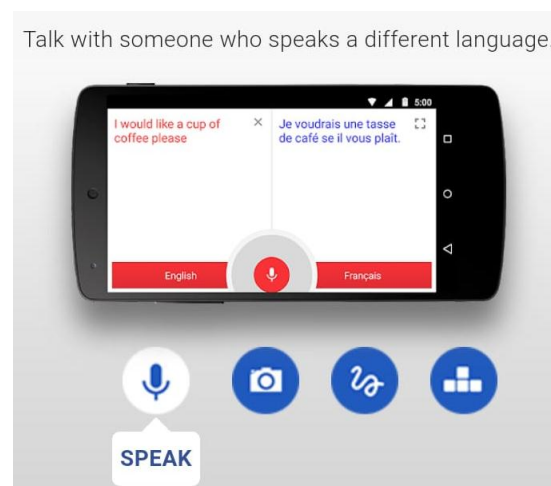 Talk with someone who speaks a different language.
5:00
I would like a cup of
coffee please
Je voudrais une tasse
de café se il vous plaît.
English
Français
SPEAK